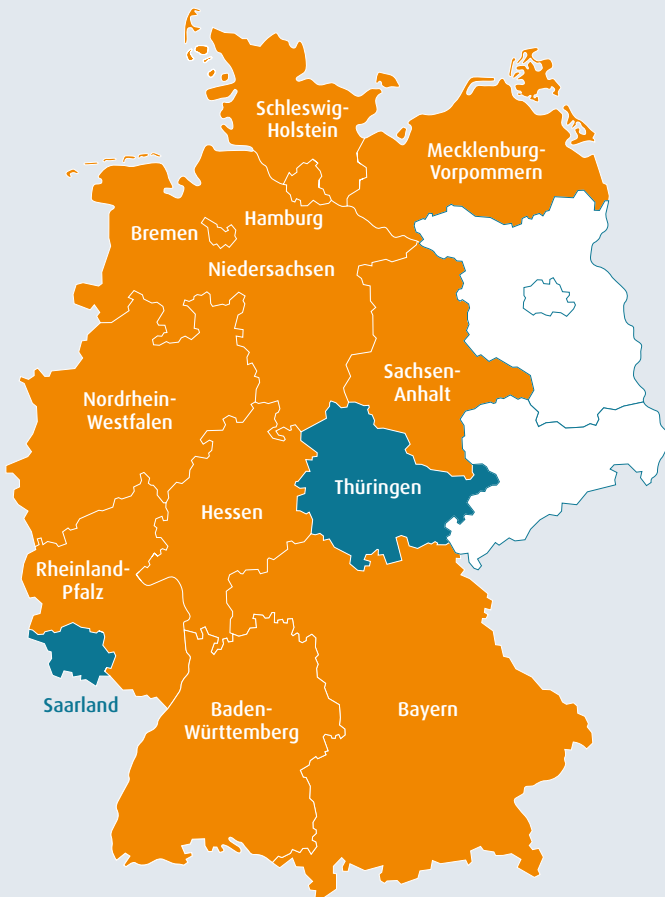 Schleswig-
Holstein
Mecklenburg-
Vorpommern
Hamburg
Bremen
Niedersachsen
Sachsen-
Anhalt
Nordrhein-
Westfalen
Thüringen
Hessen
Rheinland-
Pfalz
Saarland
Baden-
Württemberg
Bayern